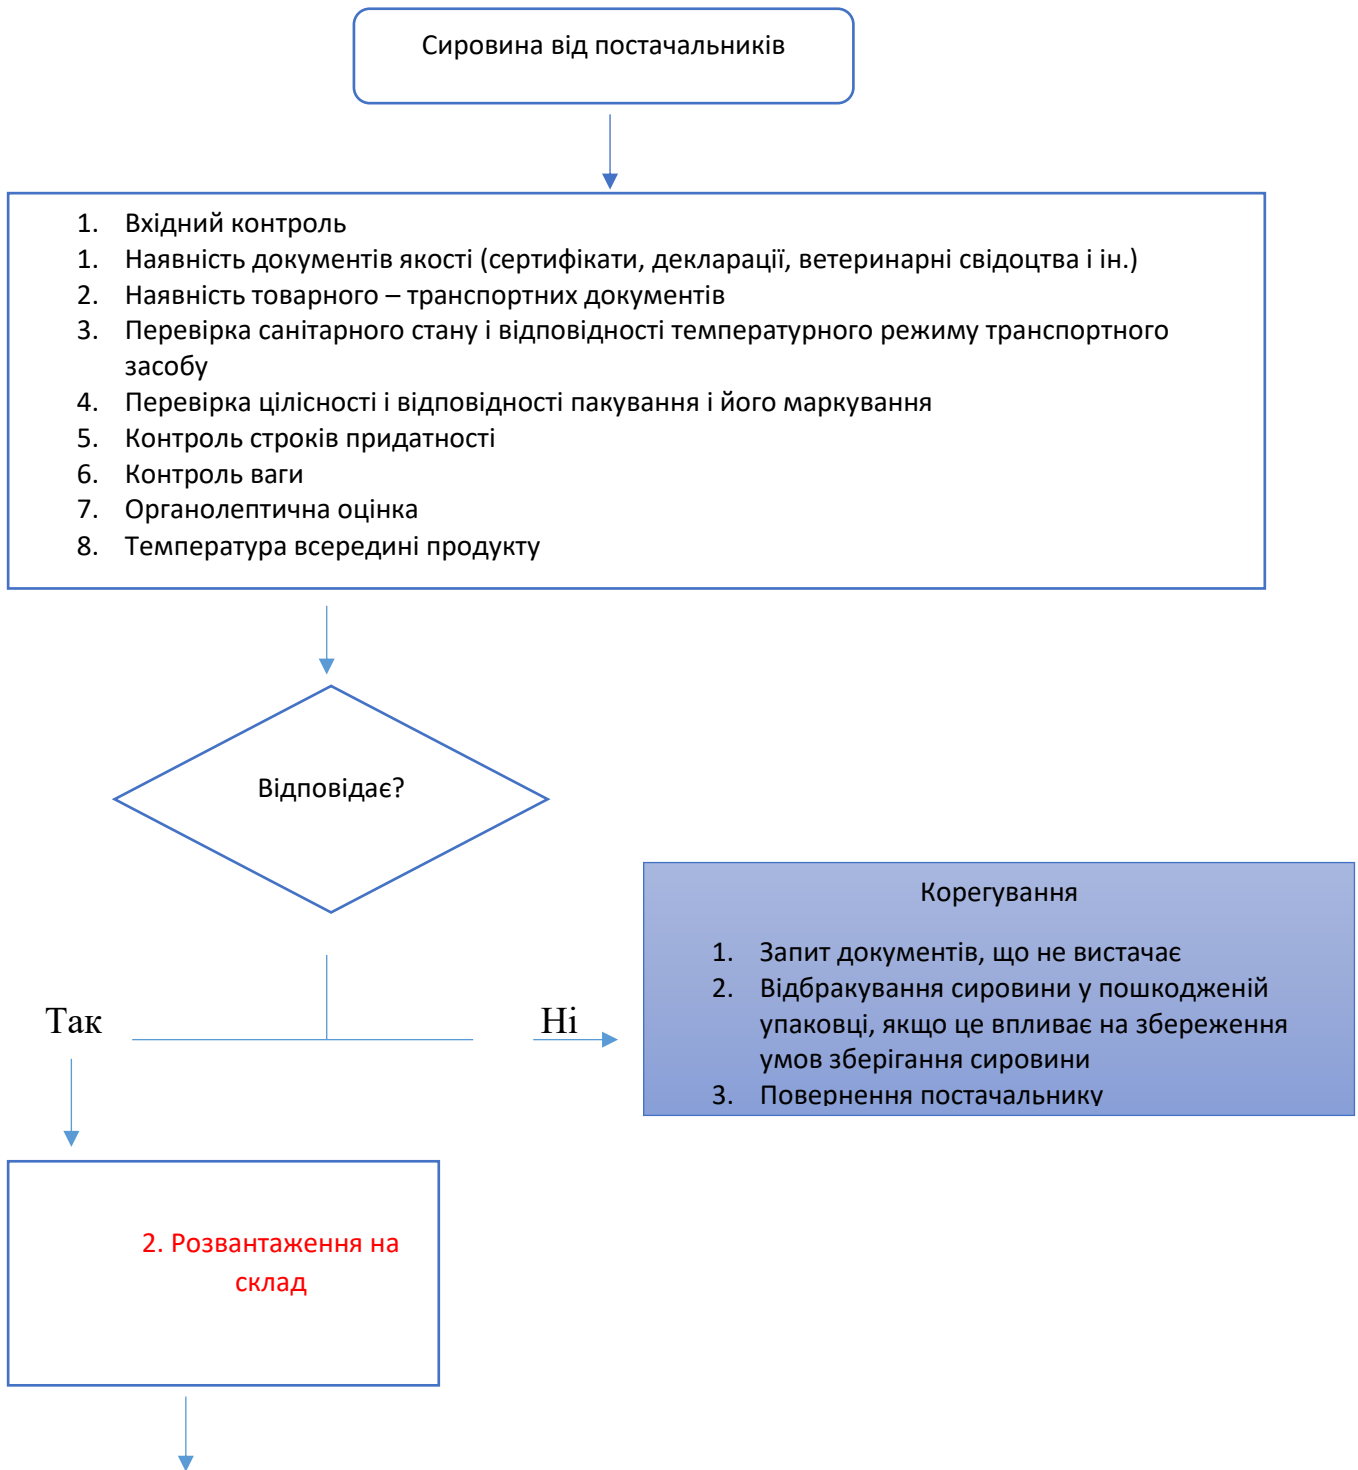 Сировина від постачальників
1. Вхідний контроль
1. Наявність документів якості (сертифікати, декларації, ветеринарні свідоцтва і ін.)
2. Наявність товарного – транспортних документів
3. Перевірка санітарного стану і відповідності температурного режиму транспортного
засобу
4. Перевірка цілісності і відповідності пакування і його маркування
5. Контроль строків придатності
6. Контроль ваги
7. Органолептична оцінка
8. Температура всередині продукту
Відповідає?
Так
Ні
Корегування
1. Запит документів, що не вистачає
2. Відбракування сировини у пошкодженій
упаковці, якщо це впливає на збереження
умов зберігання сировини
3. Повернення постачальнику
2. Розвантаження на
склад